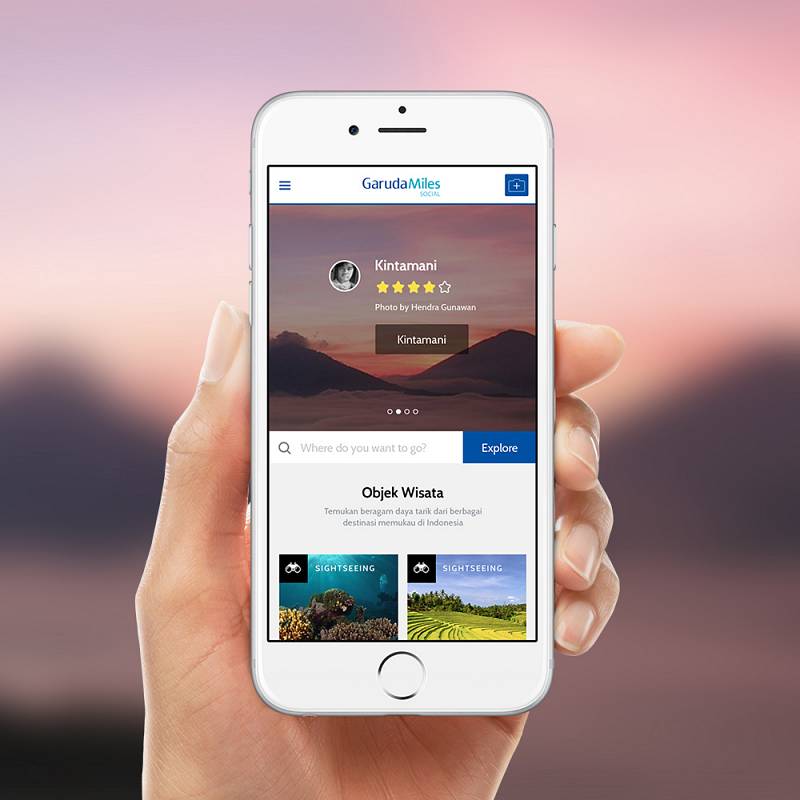 GarudaMiles
SOCIAL
Kintamani
Photo by Hendra Gunawan
Kintamani
Where do you want to go?
Explore
Objek Wisata
Temukan beragam daya tarik dari berbagai
destinasi memukau di Indonesia
SIGHTSEEING
SIGHTSEEING